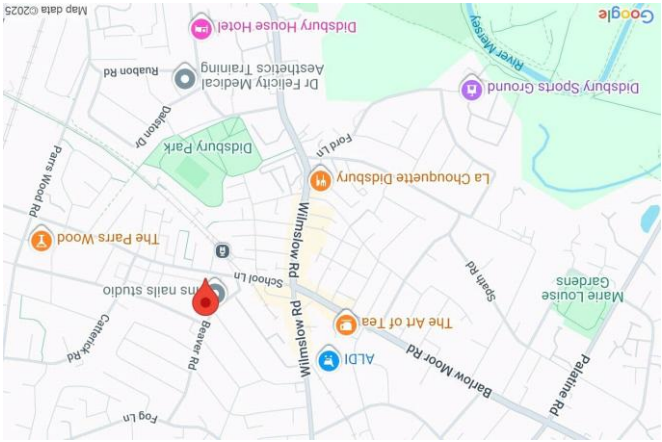 Fog Ln
Palatine Rd
ALDI
Catterick Rd
Barlow Moor Rd
Wilmslow Rd
Beaver Rd
The Art of Tea
Marie Louise
Gardens
ns nails studio
Spath Rd
School Ln
The Parrs Wood
Wilmslow Rd
La Chouquette Didsbury
Parrs Wood Rd
Ford Ln
Didsbury Park
Dalston Dr
Didsbury Sports Ground
Dr Felicity Medical
Aesthetics Training
Ruabon Rd
River Mersey
Didsbury House Hotel
Google
Map data ©2025